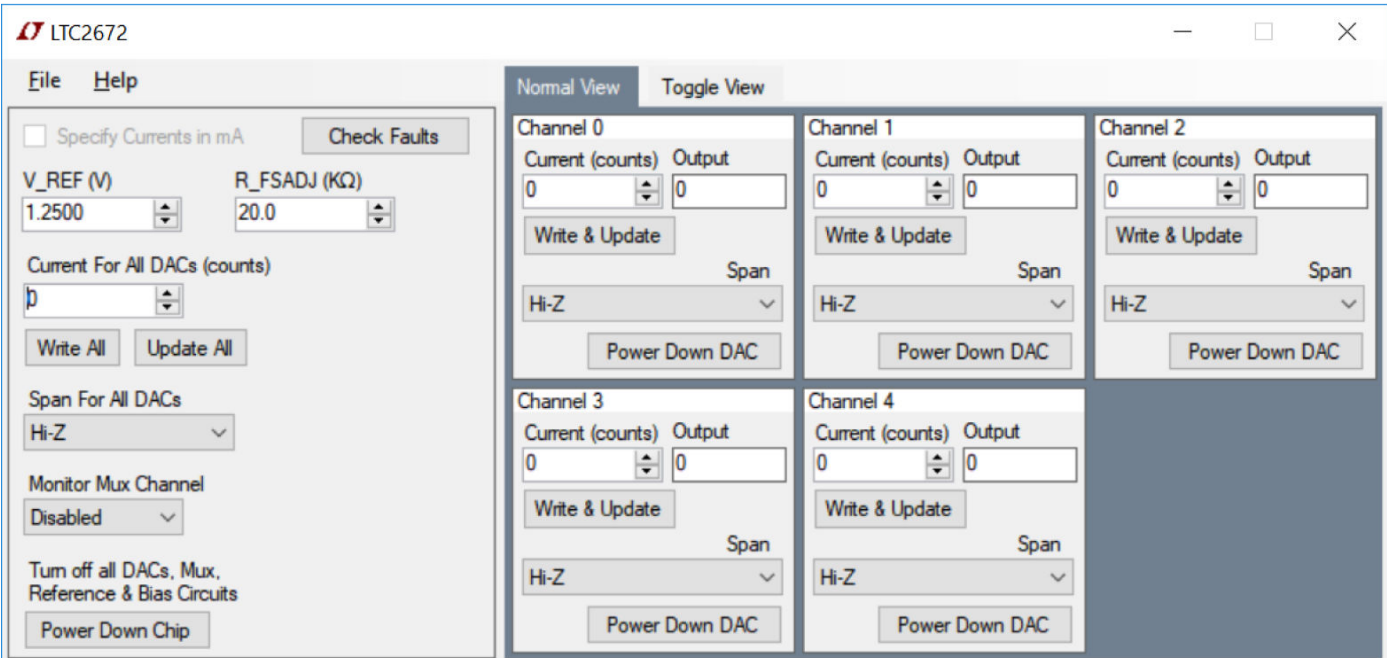 LTC2672
File Help
Normal View Toggle View
Specify Currents in mA Check Faults
V_REF (V) R_FSADJ (KΩ)
1.2500 20.0
Current For All DACs (counts)
0
Write All Update All
Span For All DACs
Hi-Z
Monitor Mux Channel
Disabled
Turn off all DACs, Mux,
Reference & Bias Circuits
Power Down Chip
Channel 0
Current (counts) Output
0 0
Write & Update
Span
Hi-Z
Power Down DAC
Channel 1
Current (counts) Output
0 0
Write & Update
Span
Hi-Z
Power Down DAC
Channel 2
Current (counts) Output
0 0
Write & Update
Span
Hi-Z
Power Down DAC
Channel 3
Current (counts) Output
0 0
Write & Update
Span
Hi-Z
Power Down DAC
Channel 4
Current (counts) Output
0 0
Write & Update
Span
Hi-Z
Power Down DAC